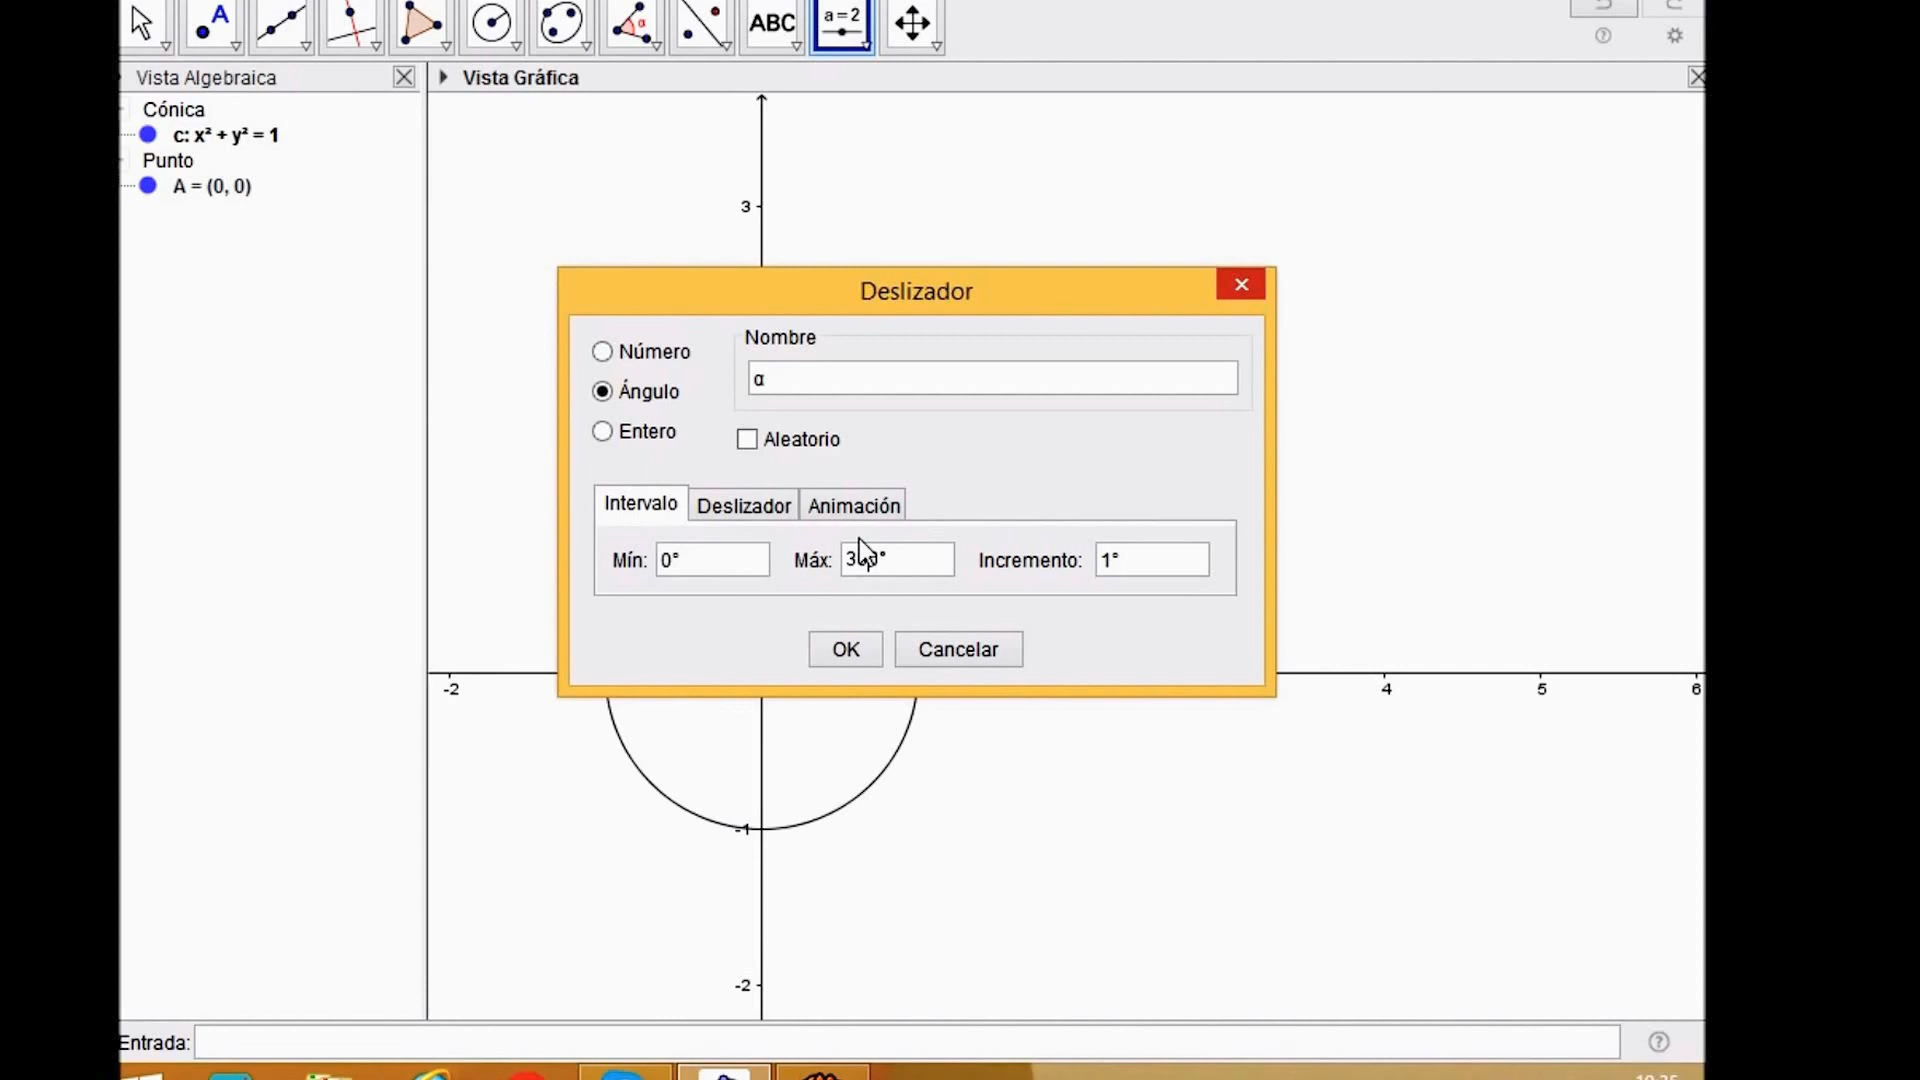 A
α
ABC
a = 2
Vista Algebraica
Vista Gráfica
Cónica
c: x² + y² = 1
Punto
A = (0, 0)
3
Deslizador
Número
Ángulo
Entero
Nombre
α
Aleatorio
Intervalo
Deslizador
Animación
Mín:
0°
Máx:
Incremento:
1°
OK
Cancelar
-2
4
5
6
-1
-2
Entrada: